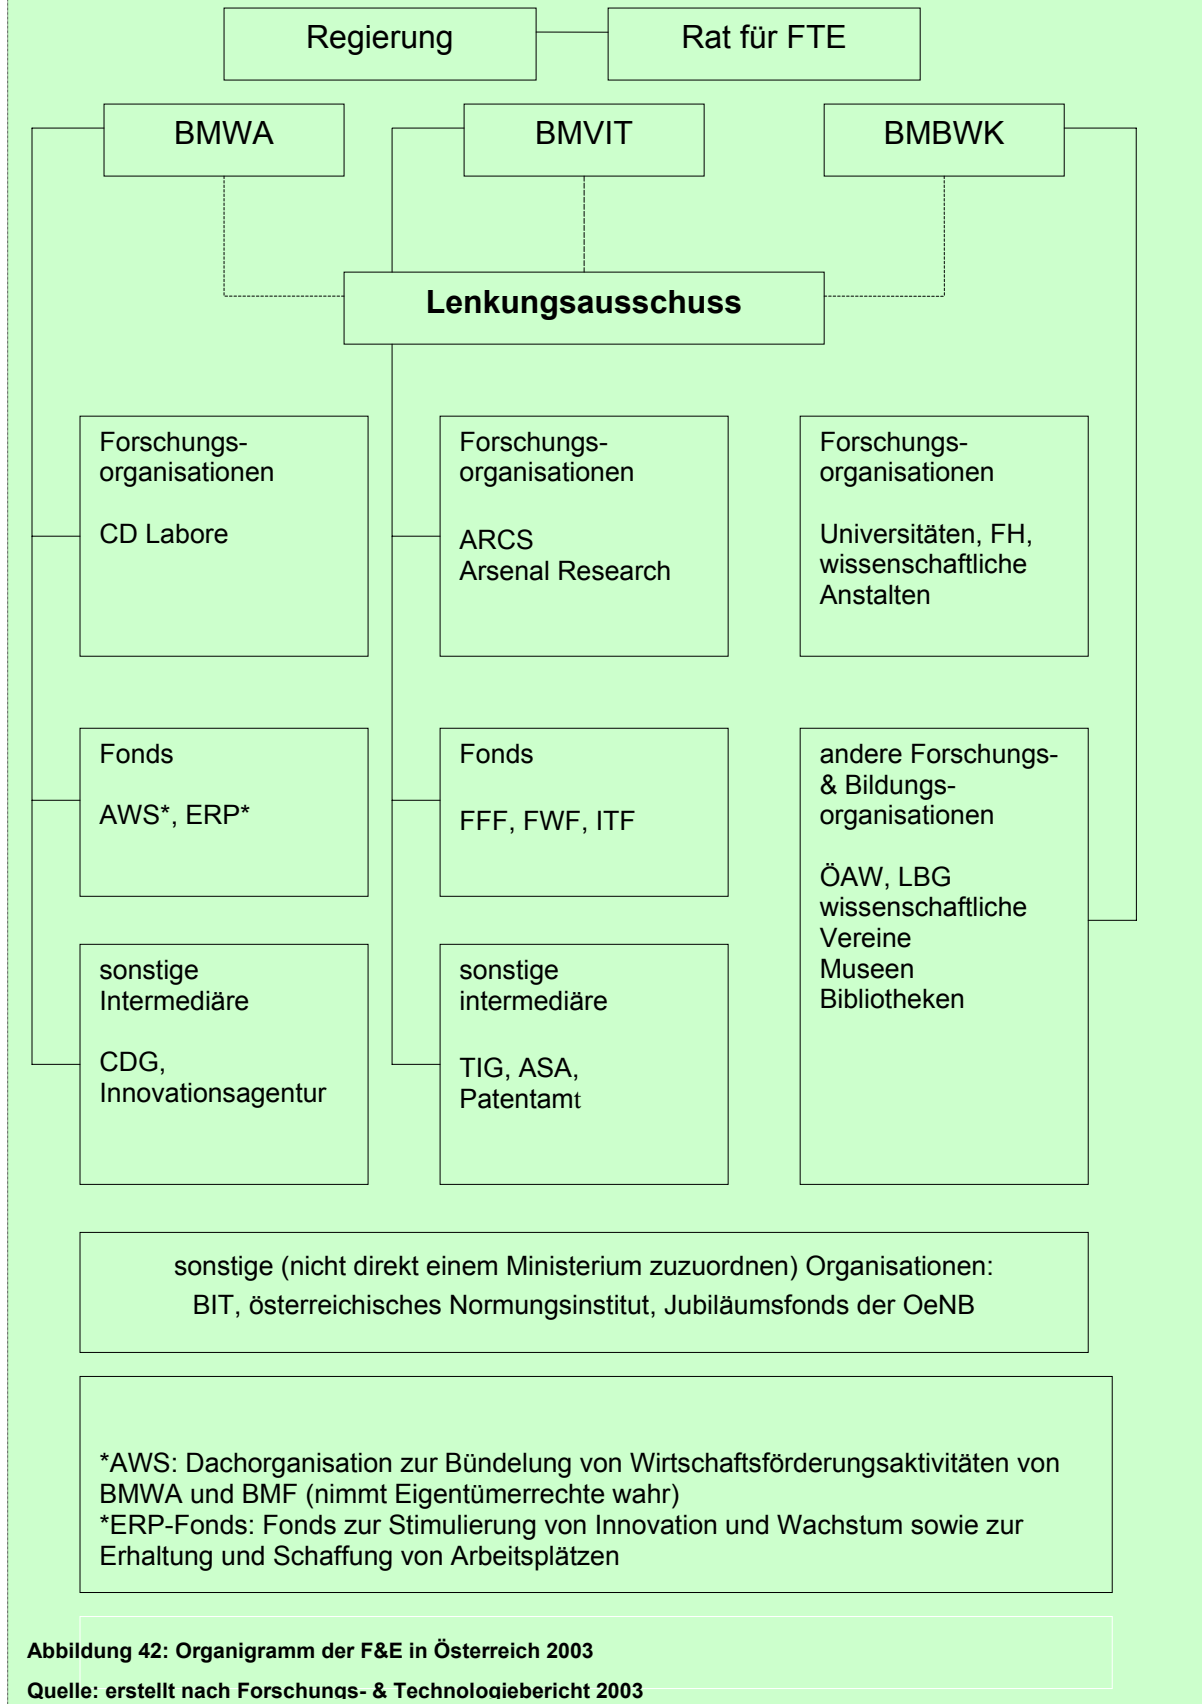 Regierung
Rat für FTE
BMWA
BMVIT
BMBWK
Lenkungsausschuss
Forschungs-
organisationen
CD Labore
Forschungs-
organisationen
ARCS
Arsenal Research
Forschungs-
organisationen
Universitäten, FH,
wissenschaftliche
Anstalten
Fonds
AWS*, ERP*
Fonds
FFF, FWF, ITF
andere Forschungs-
& Bildungs-
organisationen
ÖAW, LBG
wissenschaftliche
Vereine
Museen
Bibliotheken
sonstige
Intermediäre
CDG,
Innovationsagentur
sonstige
intermediäre
TIG, ASA,
Patentamt
sonstige (nicht direkt einem Ministerium zuzuordnen) Organisationen:
BIT, österreichisches Normungsinstitut, Jubiläumsfonds der OeNB
*AWS: Dachorganisation zur Bündelung von Wirtschaftsförderungsaktivitäten von
BMWA und BMF (nimmt Eigentümerrechte wahr)
*ERP-Fonds: Fonds zur Stimulierung von Innovation und Wachstum sowie zur
Erhaltung und Schaffung von Arbeitsplätzen
Abbildung 42: Organigramm der F&E in Österreich 2003
Quelle: erstellt nach Forschungs- & Technologiebericht 2003